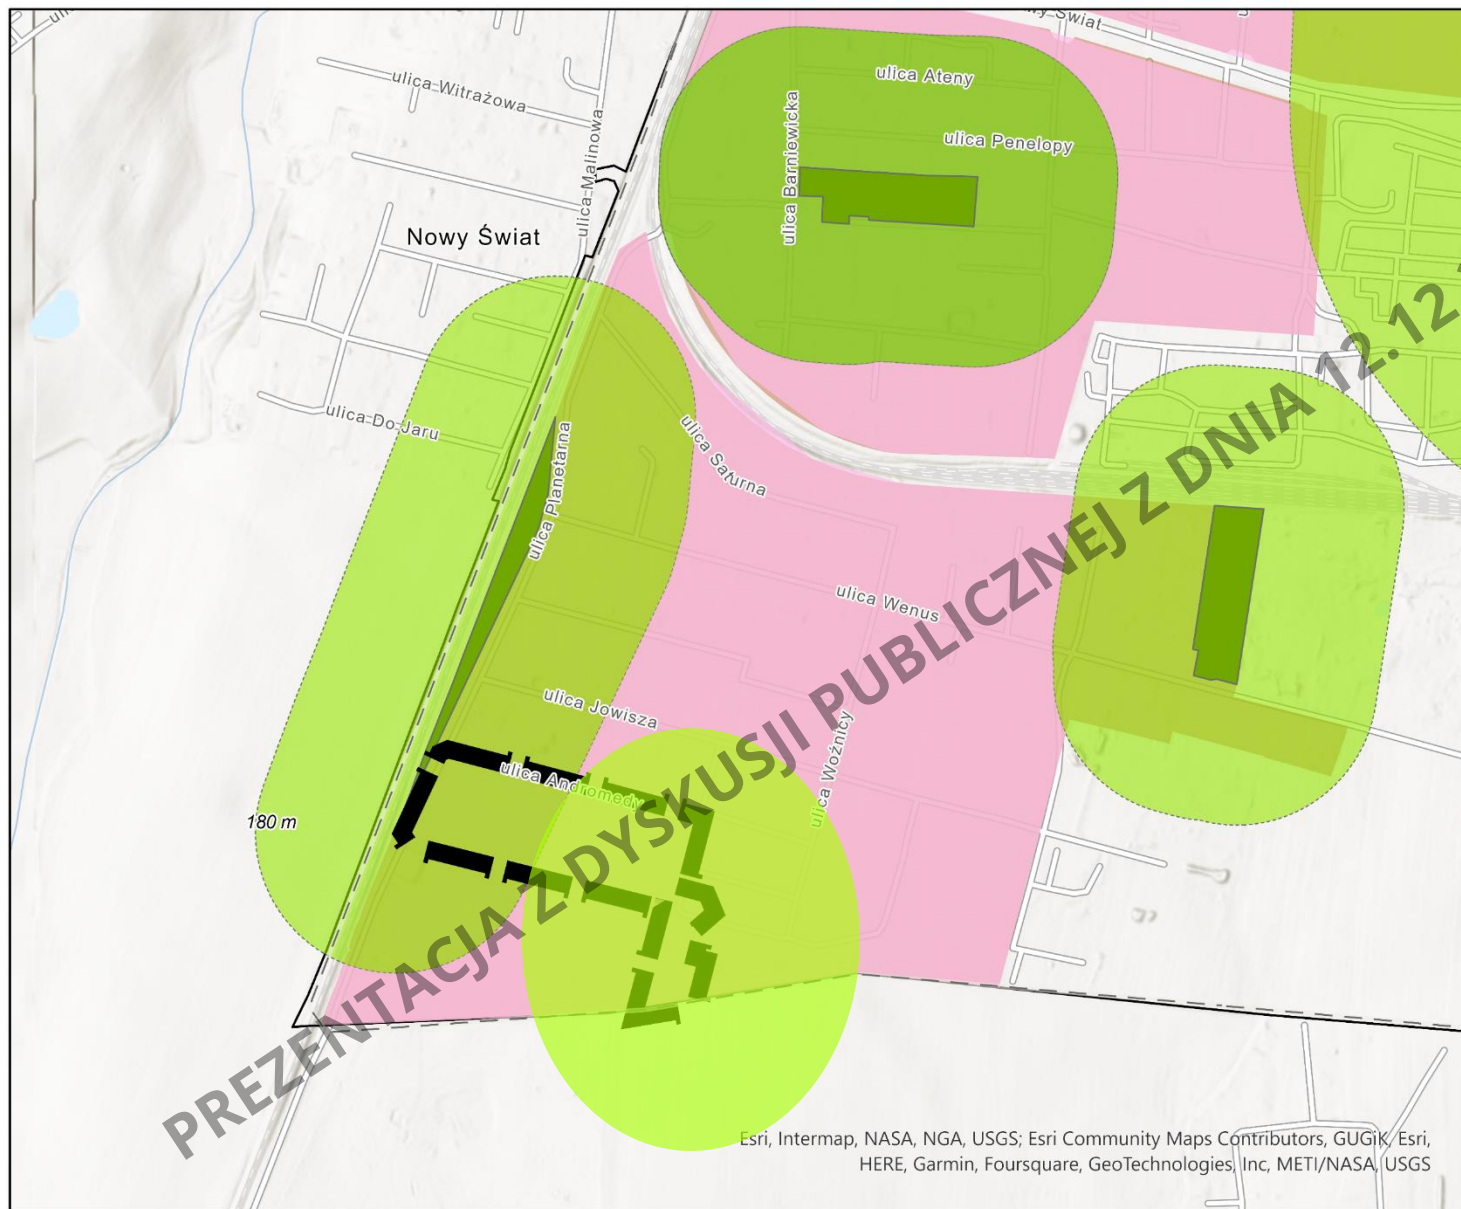 wy Świat
ulica Witrażowa
ulica Malinowa
ulica Ateny
ulica Barniewicka
ulica Penelopy
Nowy Świat
ulica Do Jaru
ulica Planetarna
ulica Saturna
ulica Wenus
ulica Jowisza
ulica Woźnicy
ulica Andromedy
180 m
PREZENTACJA Z DYSKUSJI PUBLICZNEJ Z DNIA 12.12
Esri, Intermap, NASA, NGA, USGS; Esri Community Maps Contributors, GUGiK, Esri,
HERE, Garmin, Foursquare, GeoTechnologies, Inc, METI/NASA, USGS